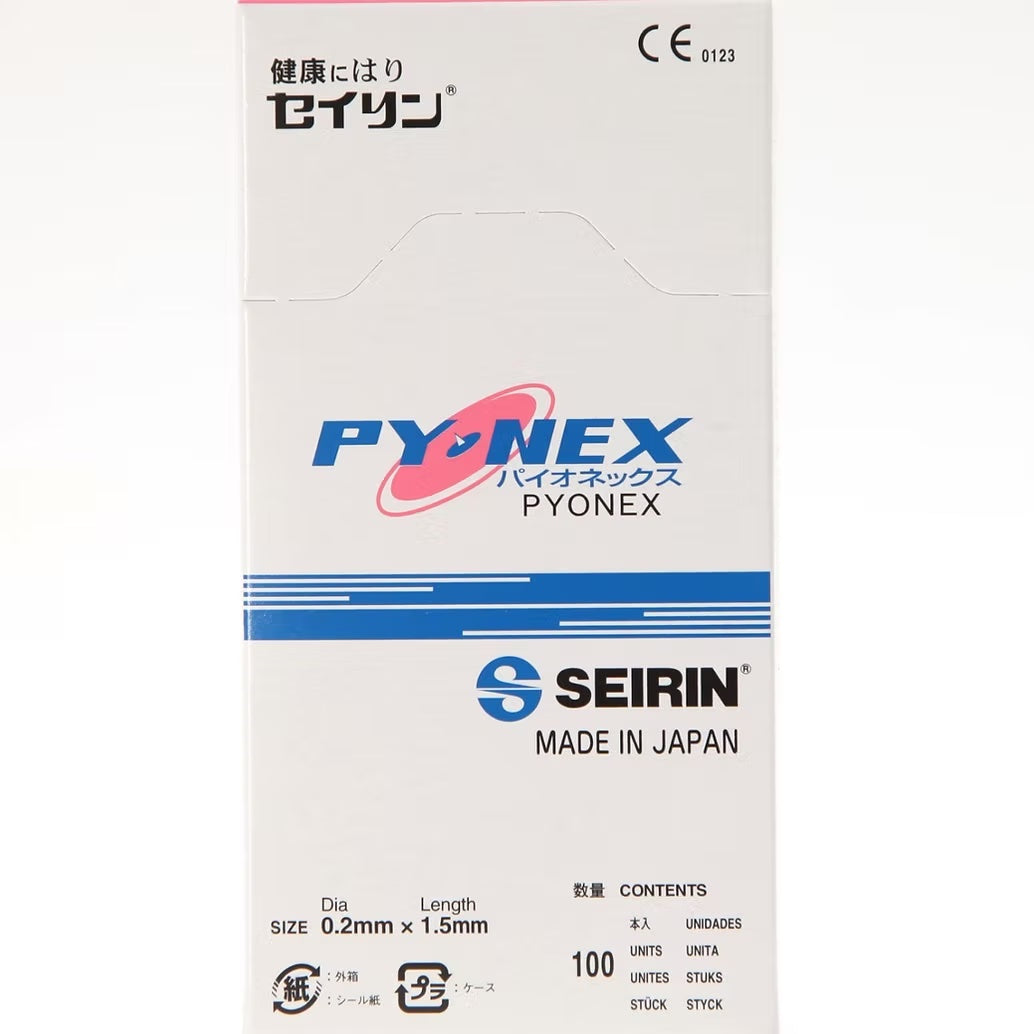 健康にはり
セイリン®
CE 0123
PYONEX
パイオネックス
PYONEX
SEIRIN®
MADE IN JAPAN
Dia Length
SIZE 0.2mm × 1.5mm
紙 : 外箱
: シール紙
プラ : ケース
数量 CONTENTS
100
本入 UNIDADES
UNITS UNITA
UNITES STUKS
STÜCK STYCK